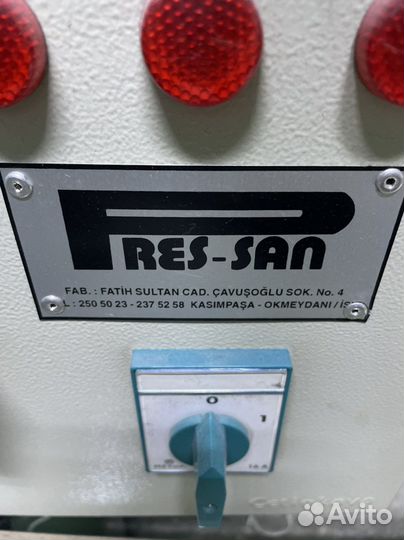 PRES-SAN
FAB. : FATİH SULTAN CAD. ÇAVUŞOĞLU SOK. No. 4
L : 250 50 23 - 237 52 58 KASIMPAŞA - OKMEYDANI / İS
0
1
16 A
Avito